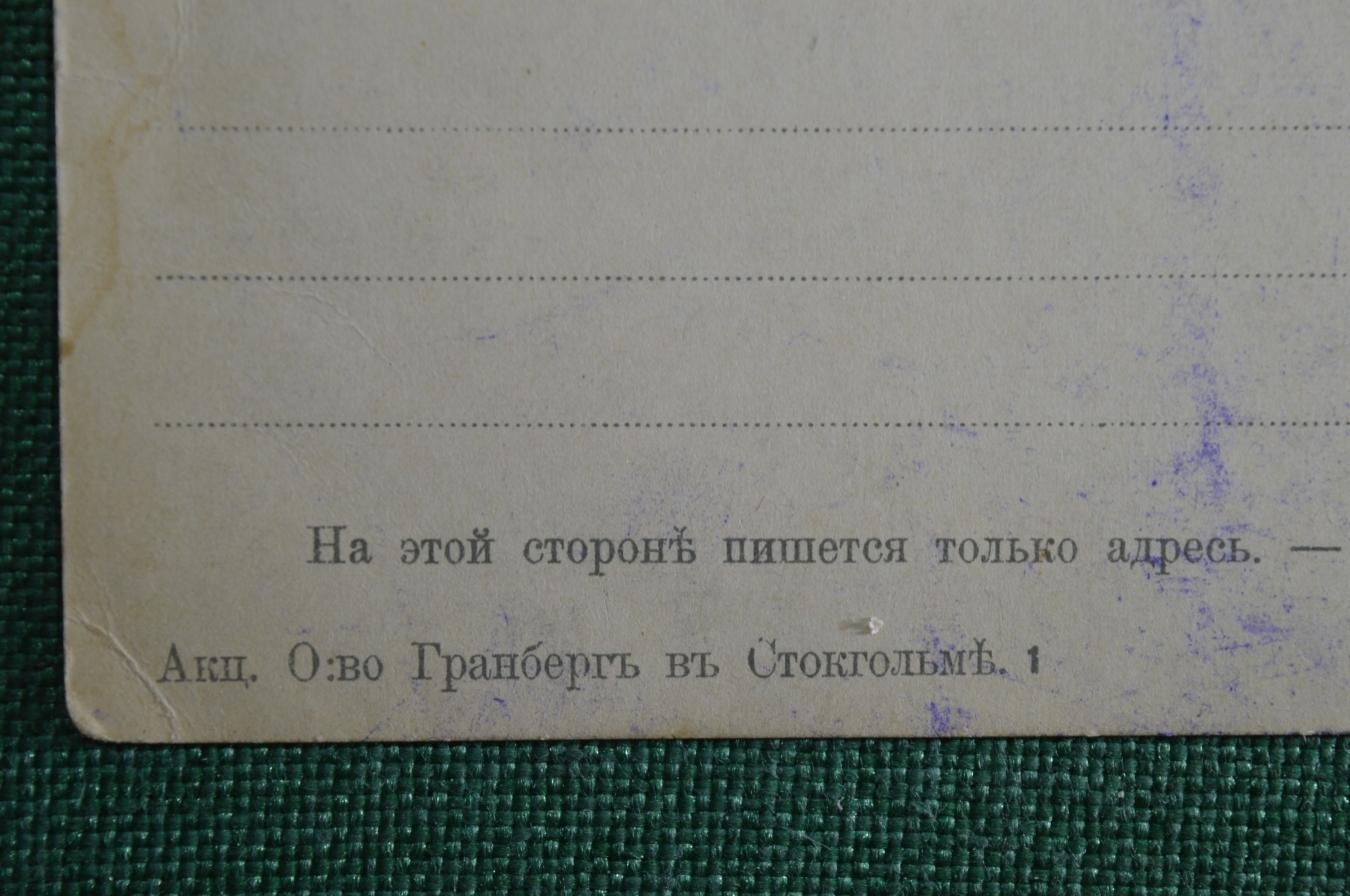 На этой сторонѣ пишется только адресь. —
Акц. О:во Гранбергъ въ Стокгольмѣ. 1